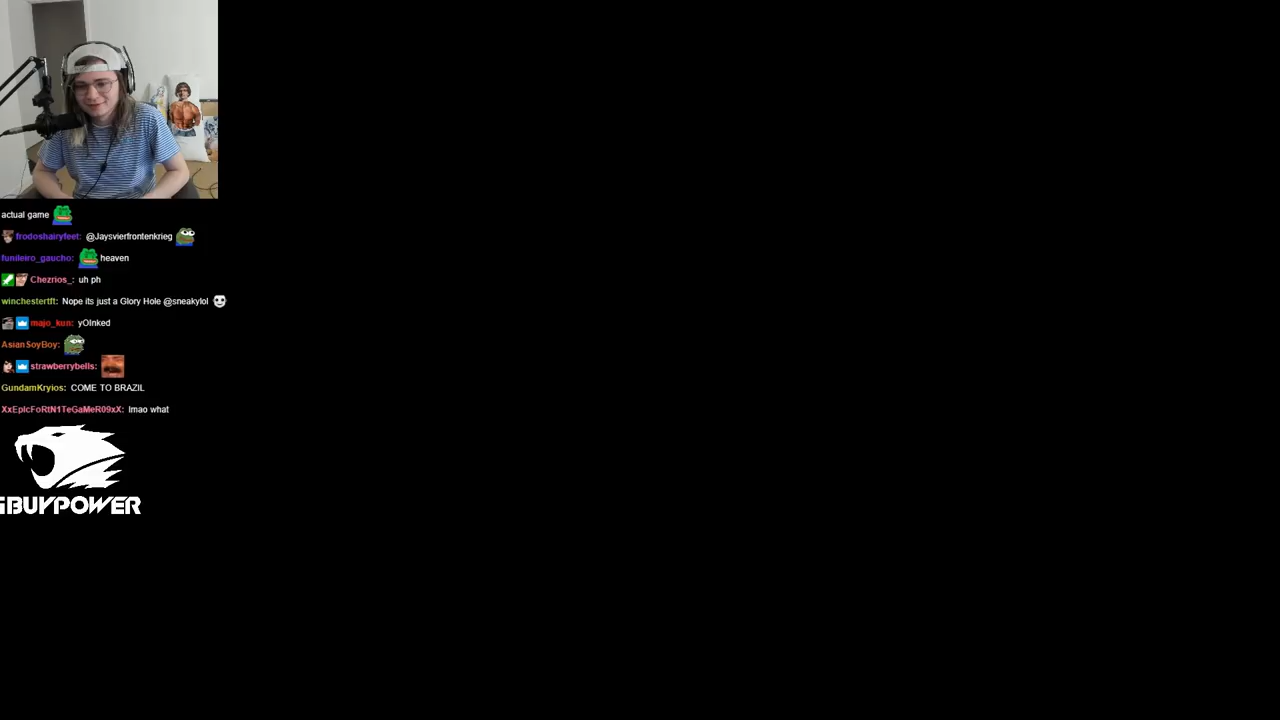 actual game
frodoshairyfeet: @Jaysvierfrontenkrieg
funileiro_gaucho: heaven
Chezrios_: uh ph
winchestertft: Nope its just a Glory Hole @sneakylol
majo_kun: yOInked
AsianSoyBoy:
strawberrybells:
GundamKryios: COME TO BRAZIL
XxEpIcFoRtN1TeGaMeR09xX: lmao what
iBUYPOWER